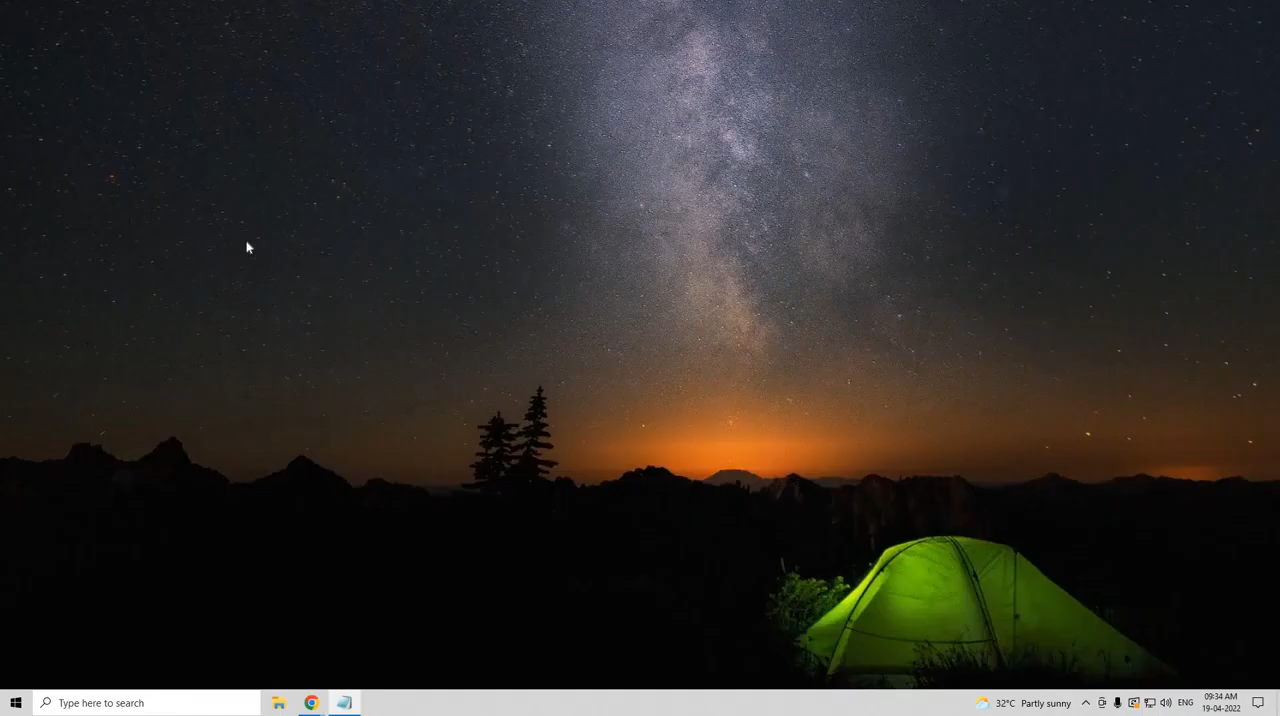 Type here to search
32°C Partly sunny
ENG
09:34 AM
19-04-2022